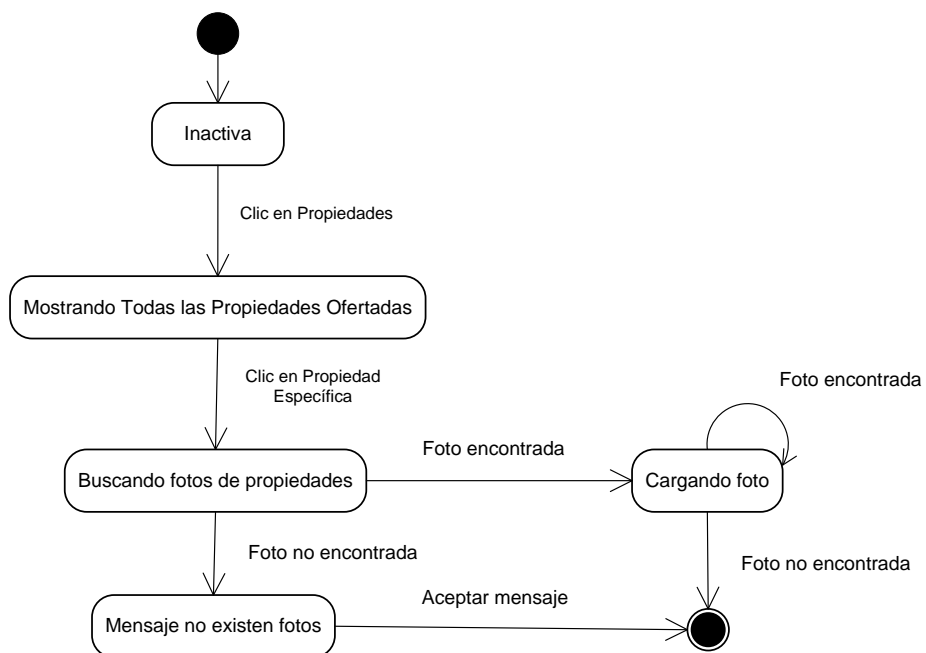 Inactiva
Clic en Propiedades
Mostrando Todas las Propiedades Ofertadas
Clic en Propiedad
Específica
Foto encontrada
Foto encontrada
Buscando fotos de propiedades
Cargando foto
Foto no encontrada
Foto no encontrada
Aceptar mensaje
Mensaje no existen fotos